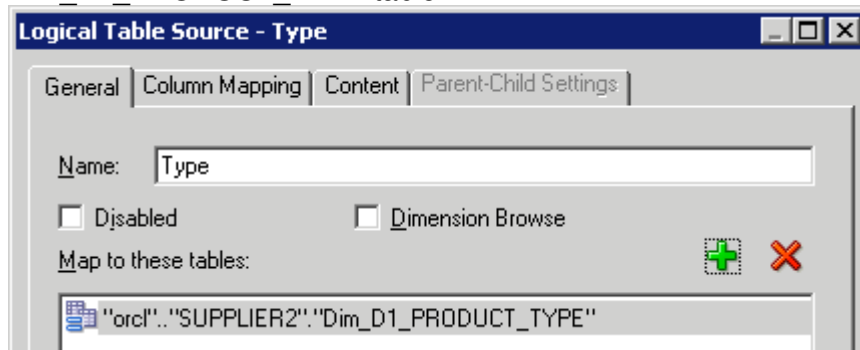 Logical Table Source - Type
General Column Mapping Content Parent-Child Settings
Name: Type
Disabled Dimension Browse
Map to these tables:
"orcl".."SUPPLIER2"."Dim_D1_PRODUCT_TYPE"